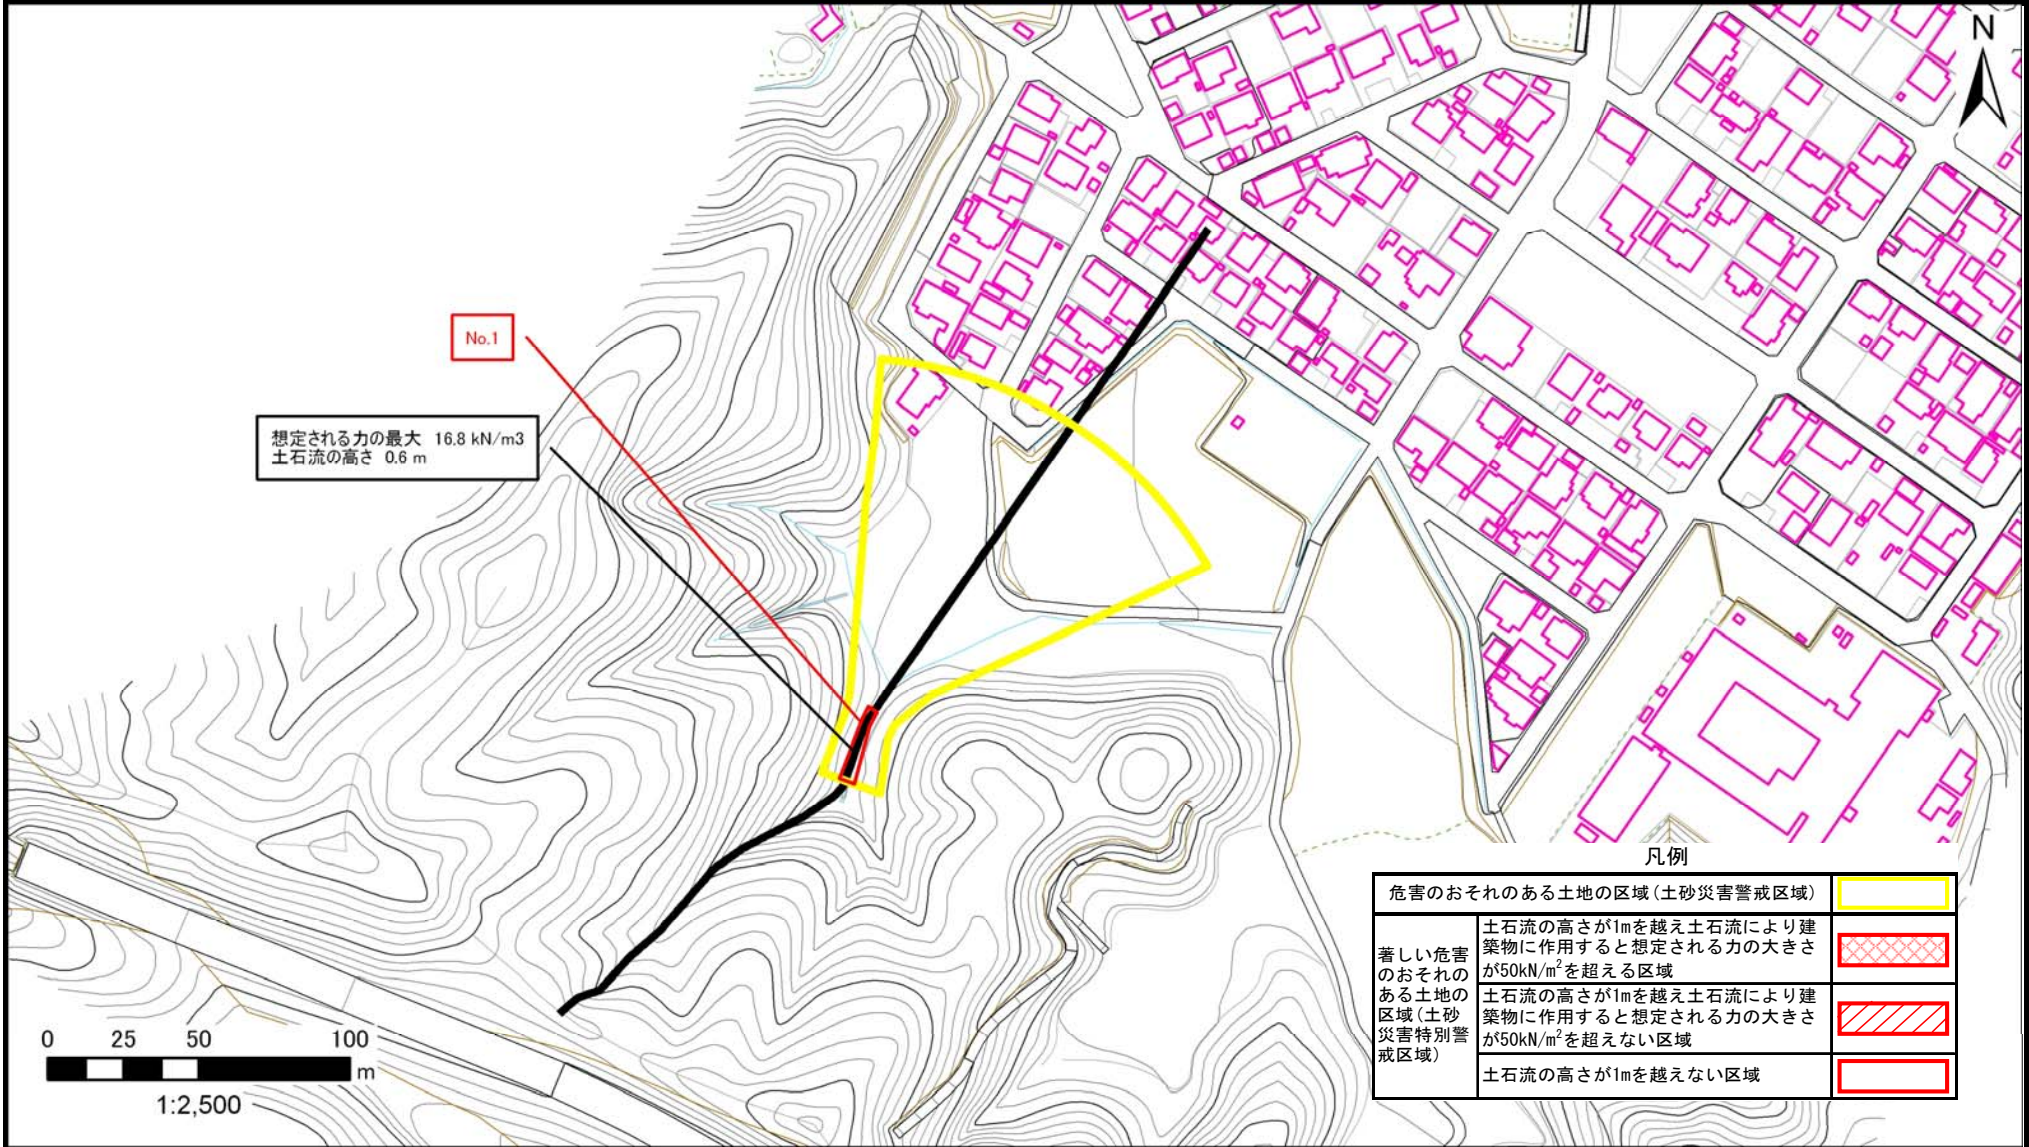 N
No.1
想定される力の最大 16.8 kN/m3
土石流の高さ 0.6 m
凡例
危害のおそれのある土地の区域(土砂災害警戒区域)
著しい危害
のおそれの
ある土地の
区域(土砂
災害特別警
戒区域)
土石流の高さが1mを越え土石流により建
築物に作用すると想定される力の大きさ
が50kN/m²を超える区域
土石流の高さが1mを越え土石流により建
築物に作用すると想定される力の大きさ
が50kN/m²を超えない区域
土石流の高さが1mを越えない区域
0 25 50 100
m
1:2,500